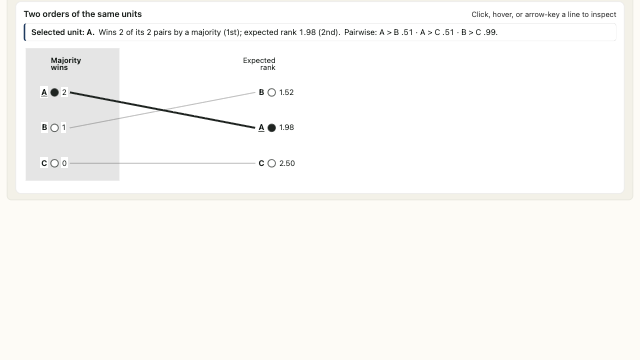 Two orders of the same units
Click, hover, or arrow-key a line to inspect
Selected unit: A. Wins 2 of its 2 pairs by a majority (1st); expected rank 1.98 (2nd). Pairwise: A > B .51 · A > C .51 · B > C .99.
Majority
wins
Expected
rank
A 2
B 1.52
B 1
A 1.98
C 0
C 2.50